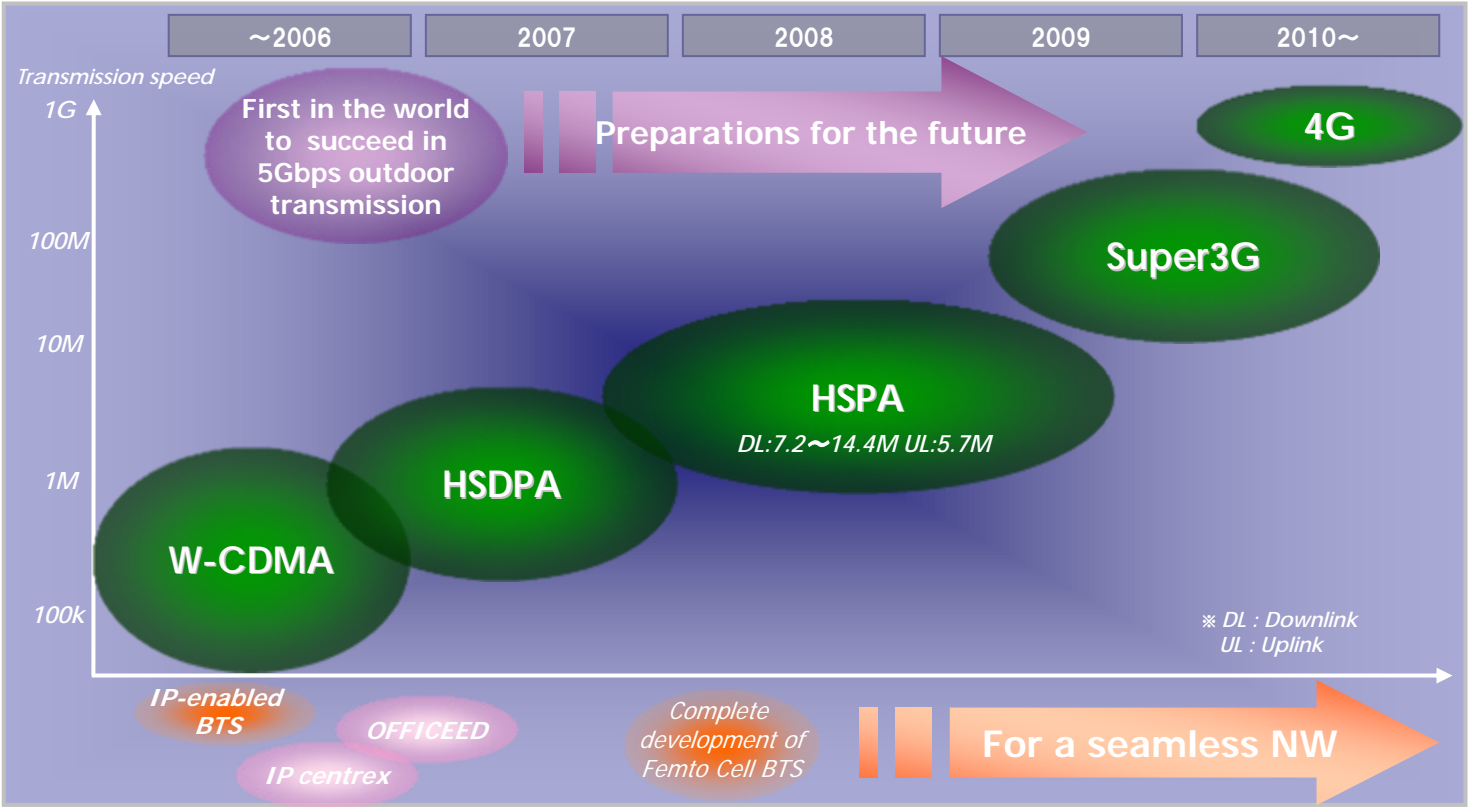 ～2006
2007
2008
2009
2010～
Transmission speed
1G
100M
10M
1M
100k
First in the world
to succeed in
5Gbps outdoor
transmission
Preparations for the future
4G
Super3G
HSPA
DL:7.2～14.4M UL:5.7M
HSDPA
W-CDMA
※ DL : Downlink
UL : Uplink
IP-enabled
BTS
OFFICEED
IP centrex
Complete
development of
Femto Cell BTS
For a seamless NW